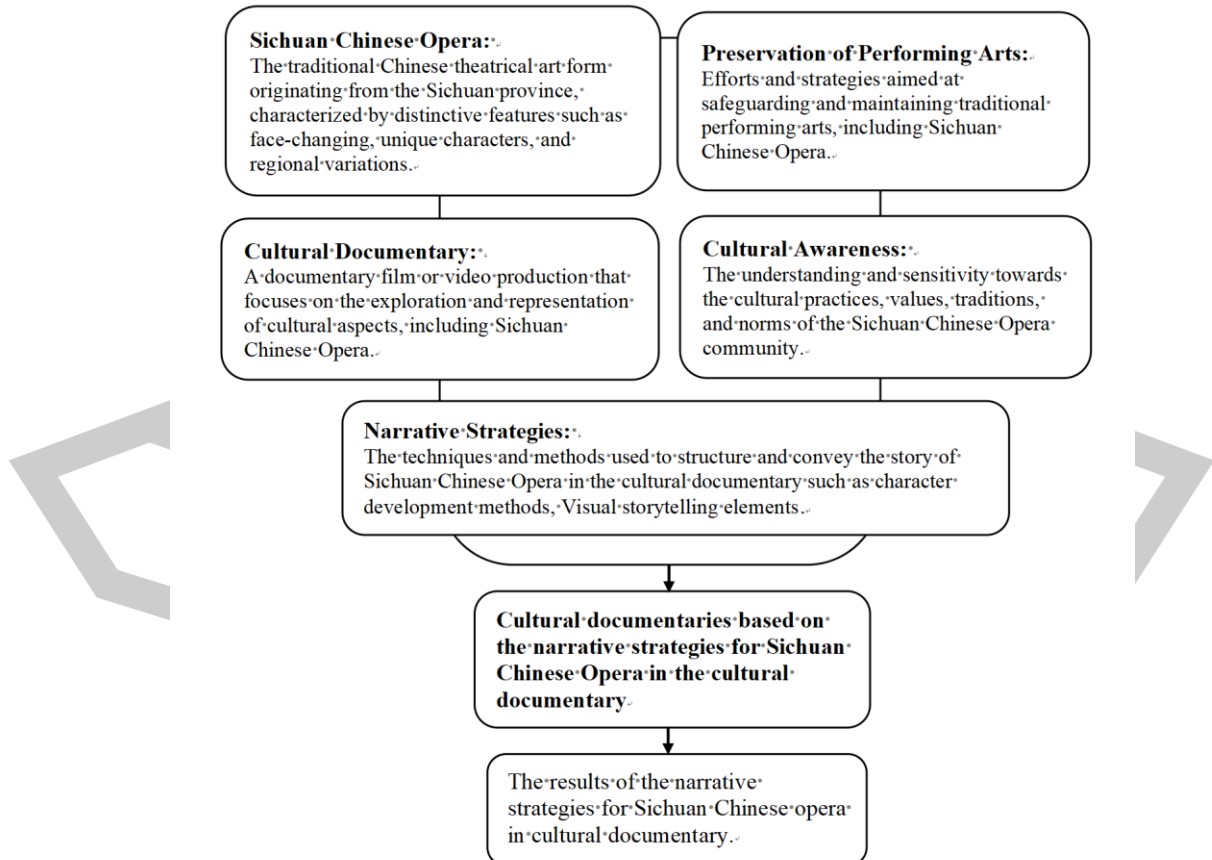 Sichuan Chinese Opera:
The traditional Chinese theatrical art form
originating from the Sichuan province,
characterized by distinctive features such as
face-changing, unique characters, and
regional variations.
Preservation of Performing Arts:
Efforts and strategies aimed at
safeguarding and maintaining traditional
performing arts, including Sichuan
Chinese Opera.
Cultural Documentary:
A documentary film or video production that
focuses on the exploration and representation
of cultural aspects, including Sichuan
Chinese Opera.
Cultural Awareness:
The understanding and sensitivity towards
the cultural practices, values, traditions,
and norms of the Sichuan Chinese Opera
community.
Narrative Strategies:
The techniques and methods used to structure and convey the story of
Sichuan Chinese Opera in the cultural documentary such as character
development methods, Visual storytelling elements.
Cultural documentaries based on
the narrative strategies for Sichuan
Chinese Opera in the cultural
documentary
The results of the narrative
strategies for Sichuan Chinese opera
in cultural documentary.